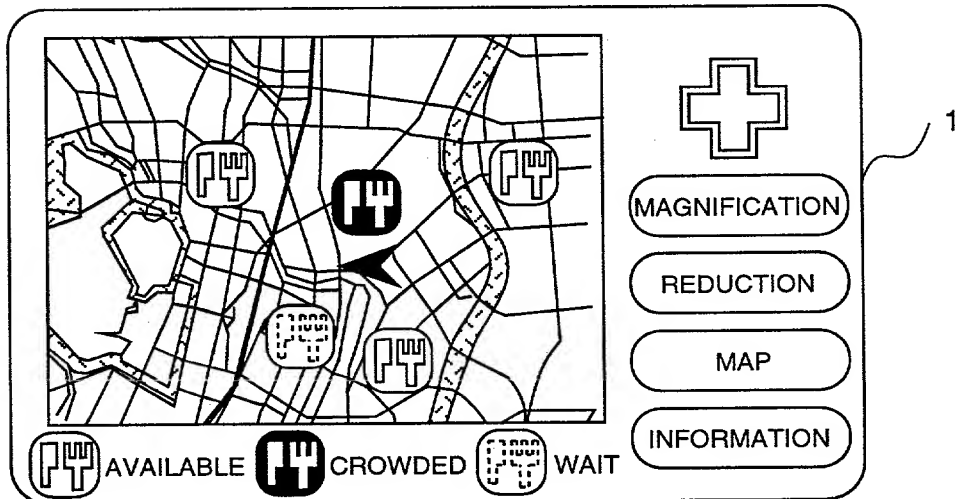 1
MAGNIFICATION
REDUCTION
MAP
INFORMATION
AVAILABLE CROWDED WAIT